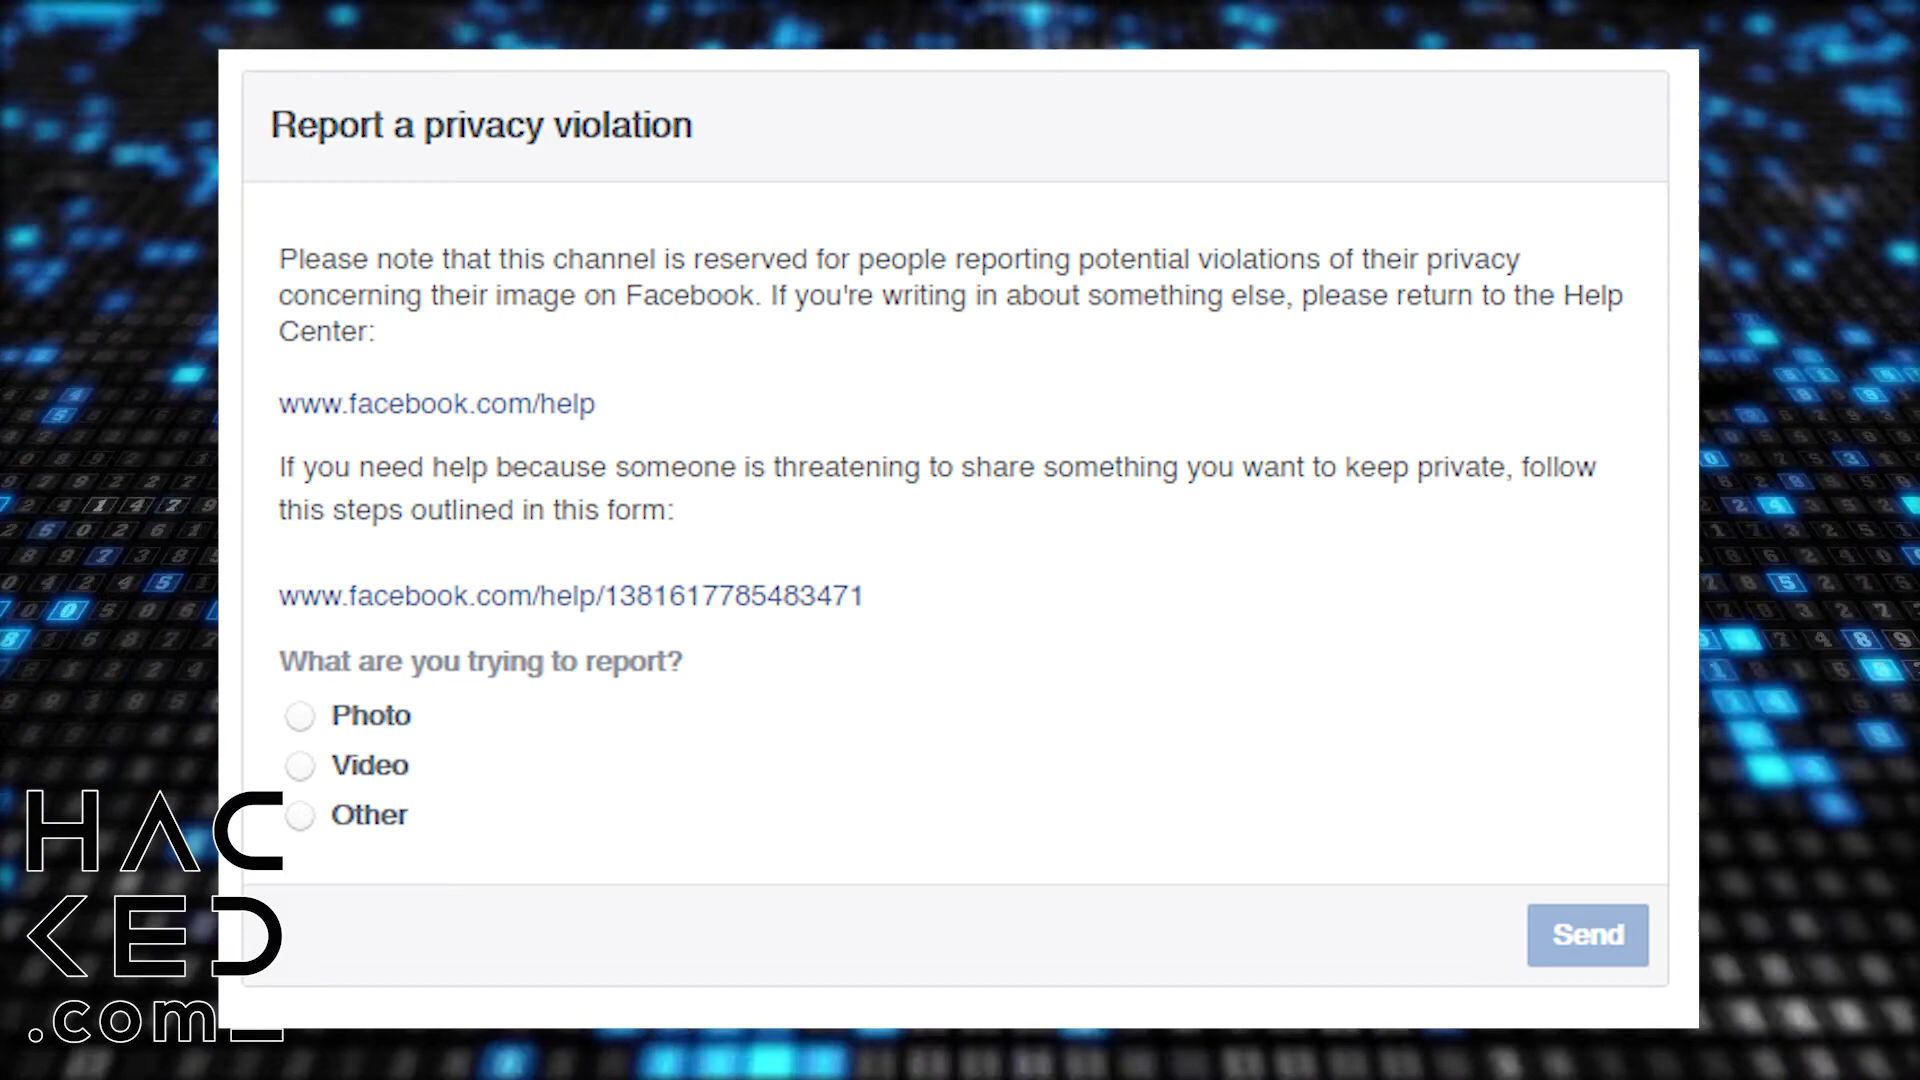 Report a privacy violation
Please note that this channel is reserved for people reporting potential violations of their privacy
concerning their image on Facebook. If you're writing in about something else, please return to the Help
Center:
www.facebook.com/help
If you need help because someone is threatening to share something you want to keep private, follow
this steps outlined in this form:
www.facebook.com/help/1381617785483471
What are you trying to report?
Photo
Video
Other
Send
HAC
KED
.com_